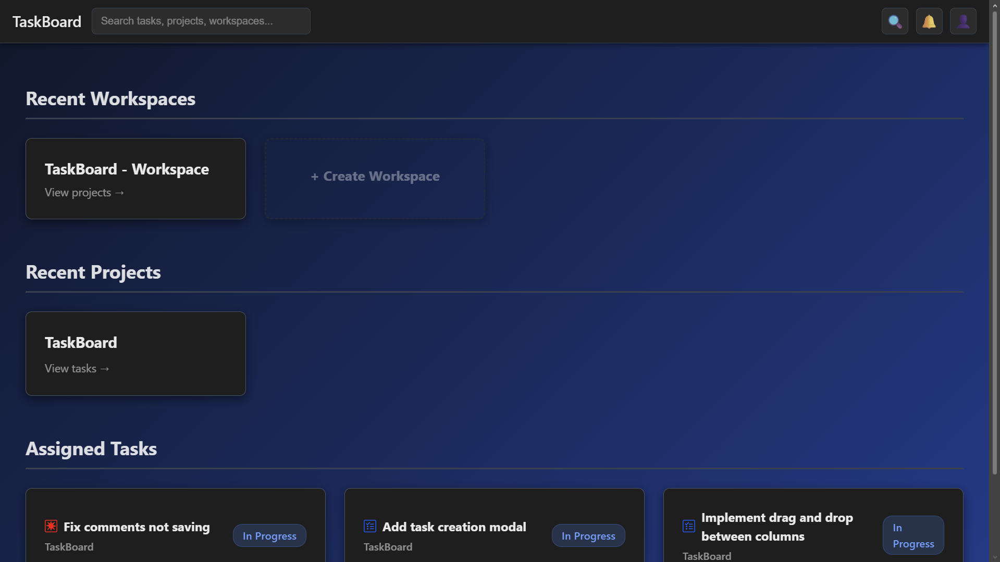 TaskBoard
Search tasks, projects, workspaces...
Recent Workspaces
TaskBoard - Workspace
View projects →
+ Create Workspace
Recent Projects
TaskBoard
View tasks →
Assigned Tasks
Fix comments not saving
TaskBoard
In Progress
Add task creation modal
TaskBoard
In Progress
Implement drag and drop
between columns
TaskBoard
In
Progress